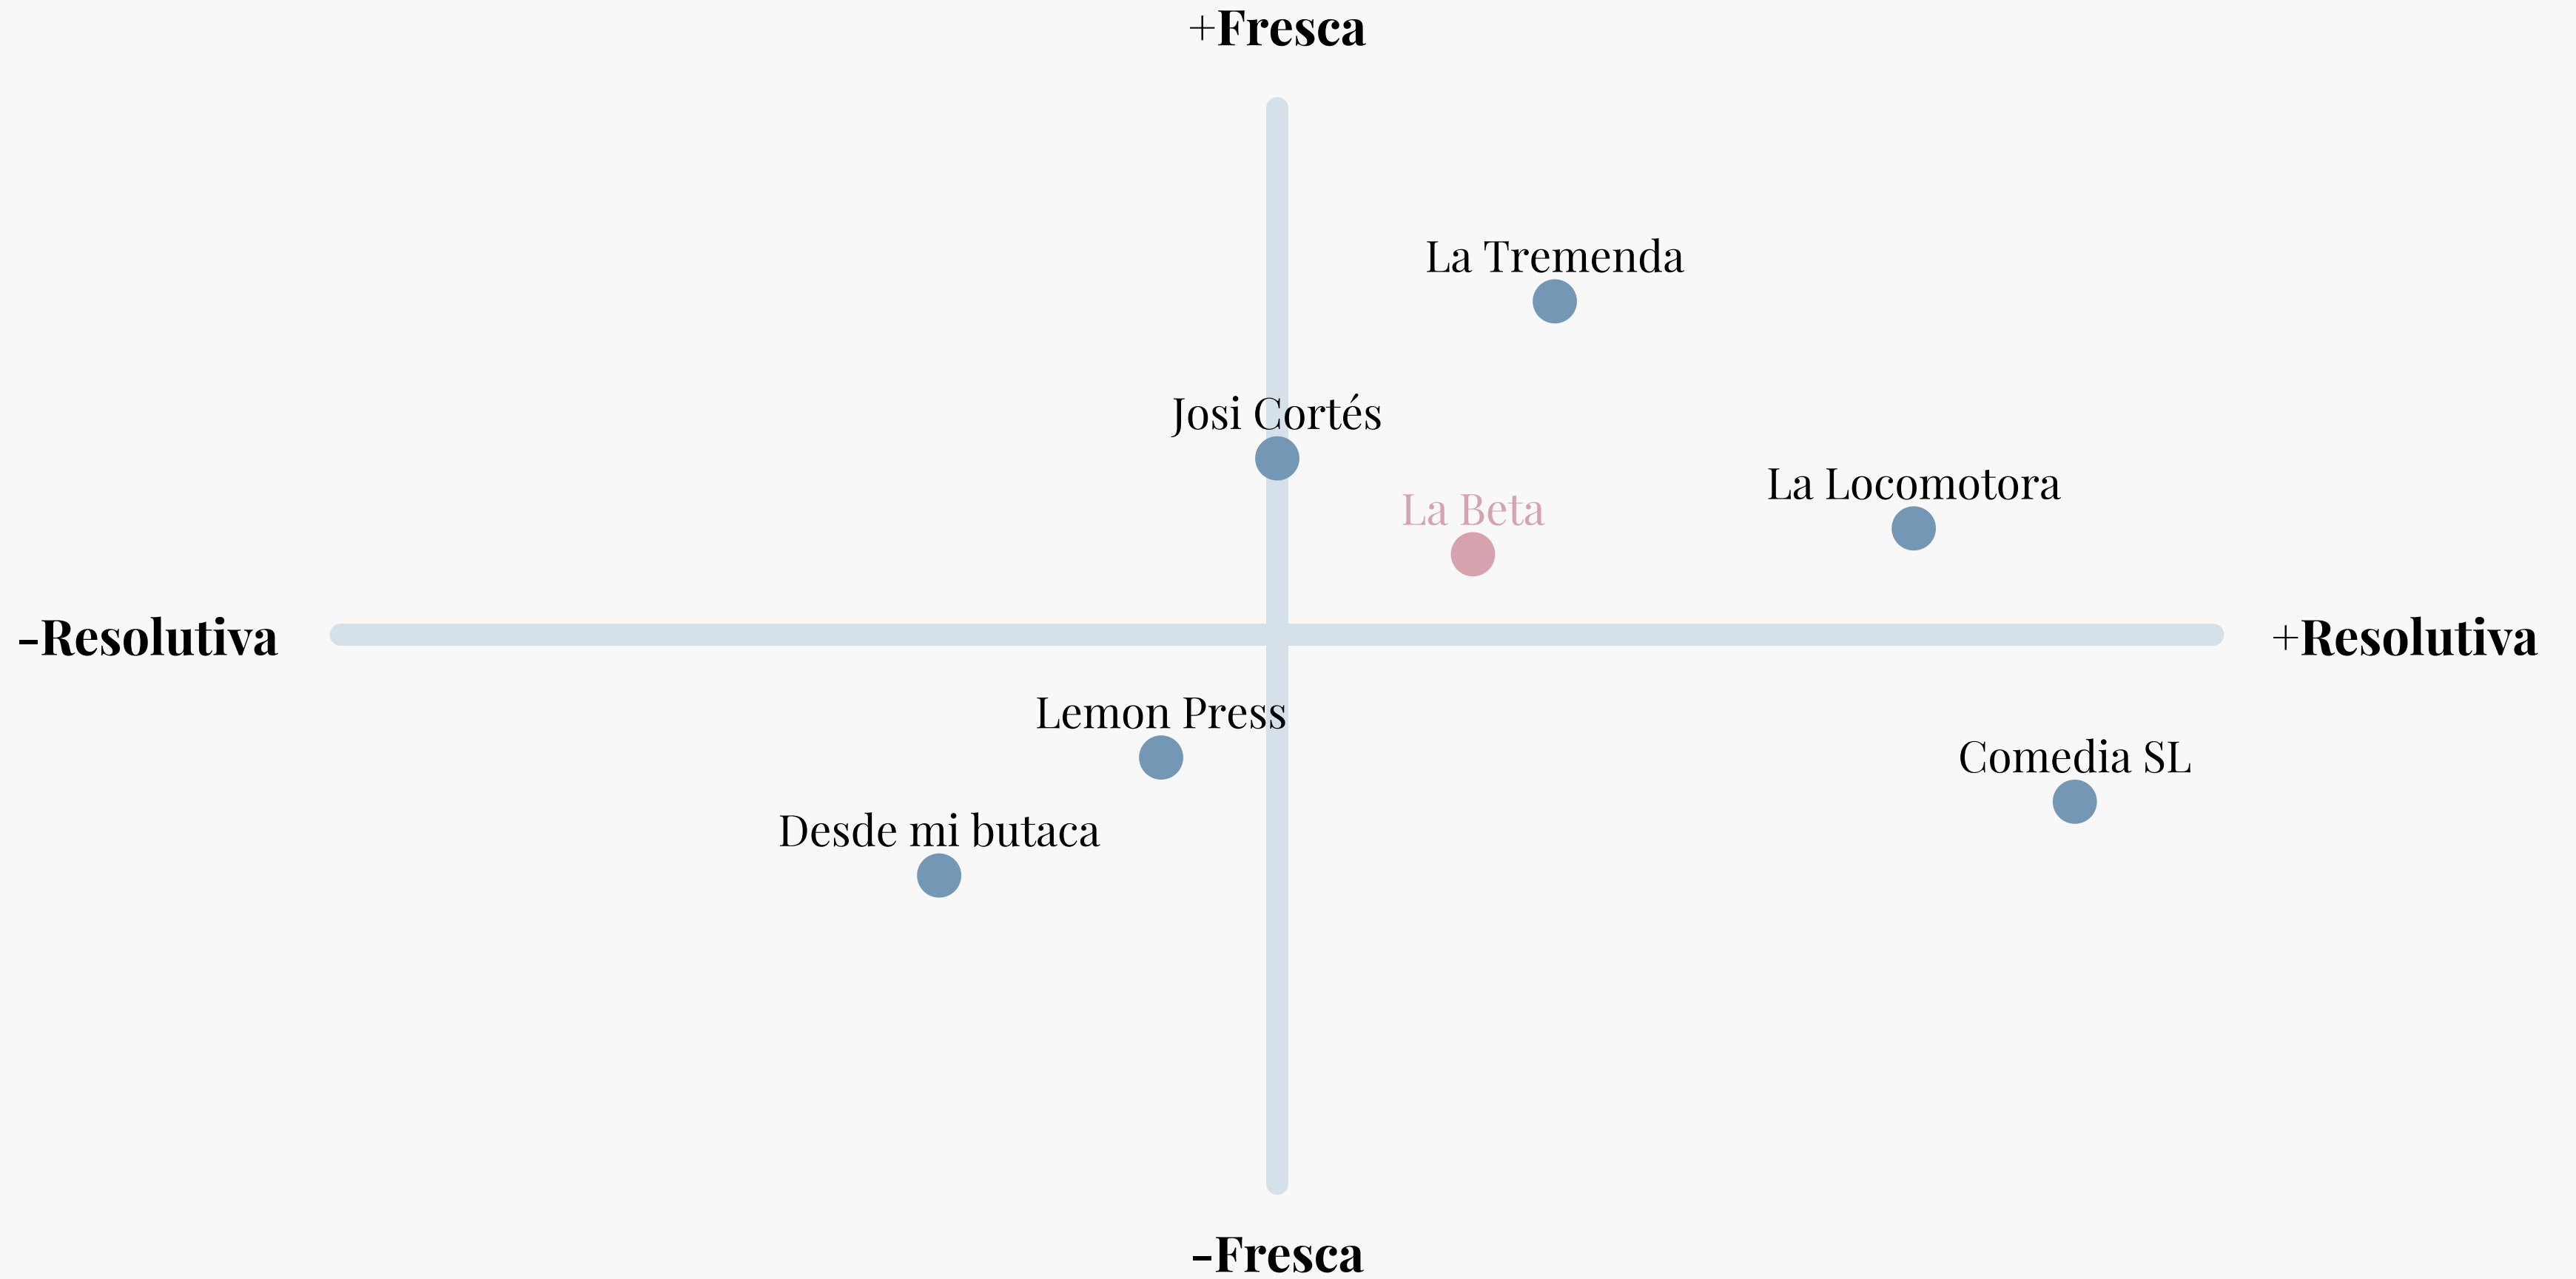 +Fresca
La Tremenda
Josi Cortés
La Locomotora
La Beta
-Resolutiva
+Resolutiva
Lemon Press
Comedia SL
Desde mi butaca
-Fresca